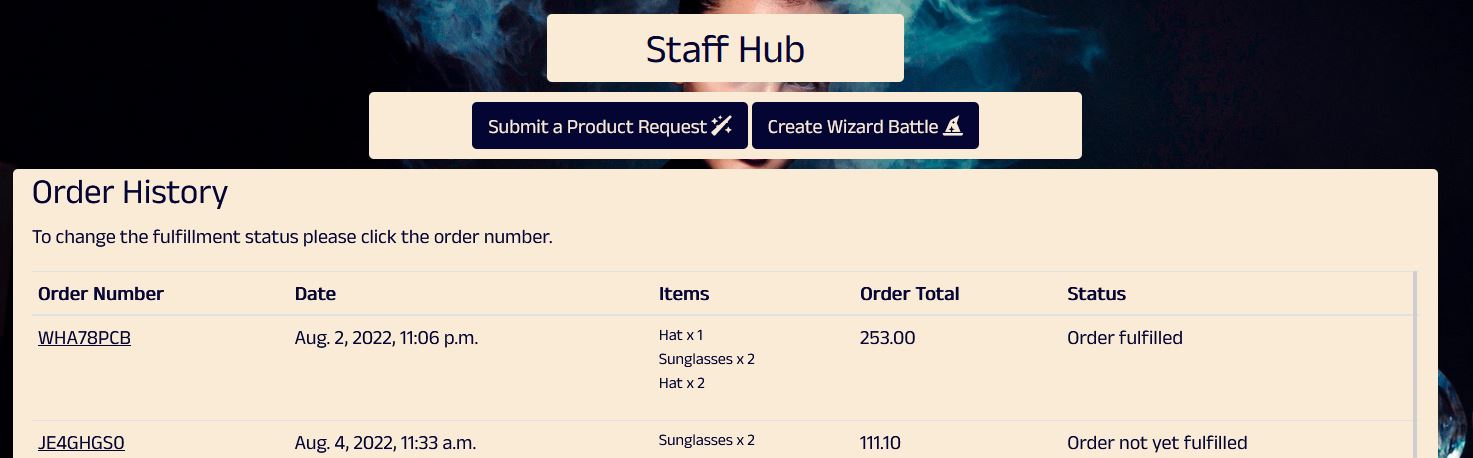 Staff Hub
Submit a Product Request
Create Wizard Battle
Order History
To change the fulfillment status please click the order number.
Order Number Date Items Order Total Status
WHA78PCB Aug. 2, 2022, 11:06 p.m. Hat x 1 253.00 Order fulfilled
Sunglasses x 2
Hat x 2
JE4GHGS0 Aug. 4, 2022, 11:33 a.m. Sunglasses x 2 111.10 Order not yet fulfilled